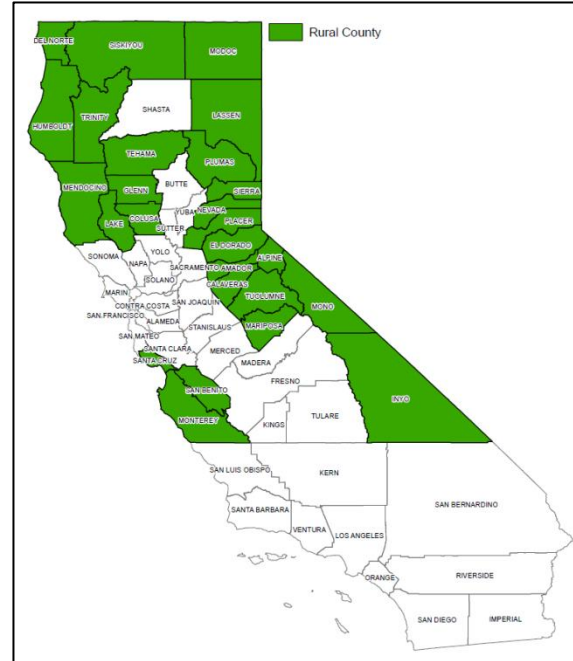 Rural County
DEL NORTE
SISKIYOU
MODOC
SHASTA
LASSEN
HUMBOLDT
TRINITY
TEHAMA
PLUMAS
BUTTE
MENDOCINO
GLENN
SIERRA
NEVADA
YUBA
PLACER
LAKE
COLUSA
SUTTER
EL DORADO
SONOMA
NAPA
YOLO
SACRAMENTO
AMADOR
ALPINE
SOLANO
CALAVERAS
MARIN
SAN JOAQUIN
TUOLUMNE
MONO
CONTRA COSTA
SAN FRANCISCO
ALAMEDA
STANISLAUS
MARIPOSA
SAN MATEO
SANTA CLARA
MERCED
SANTA CRUZ
MADERA
FRESNO
SAN BENITO
INYO
MONTEREY
KINGS
TULARE
SAN LUIS OBISPO
KERN
SAN BERNARDINO
SANTA BARBARA
VENTURA
LOS ANGELES
ORANGE
RIVERSIDE
SAN DIEGO
IMPERIAL